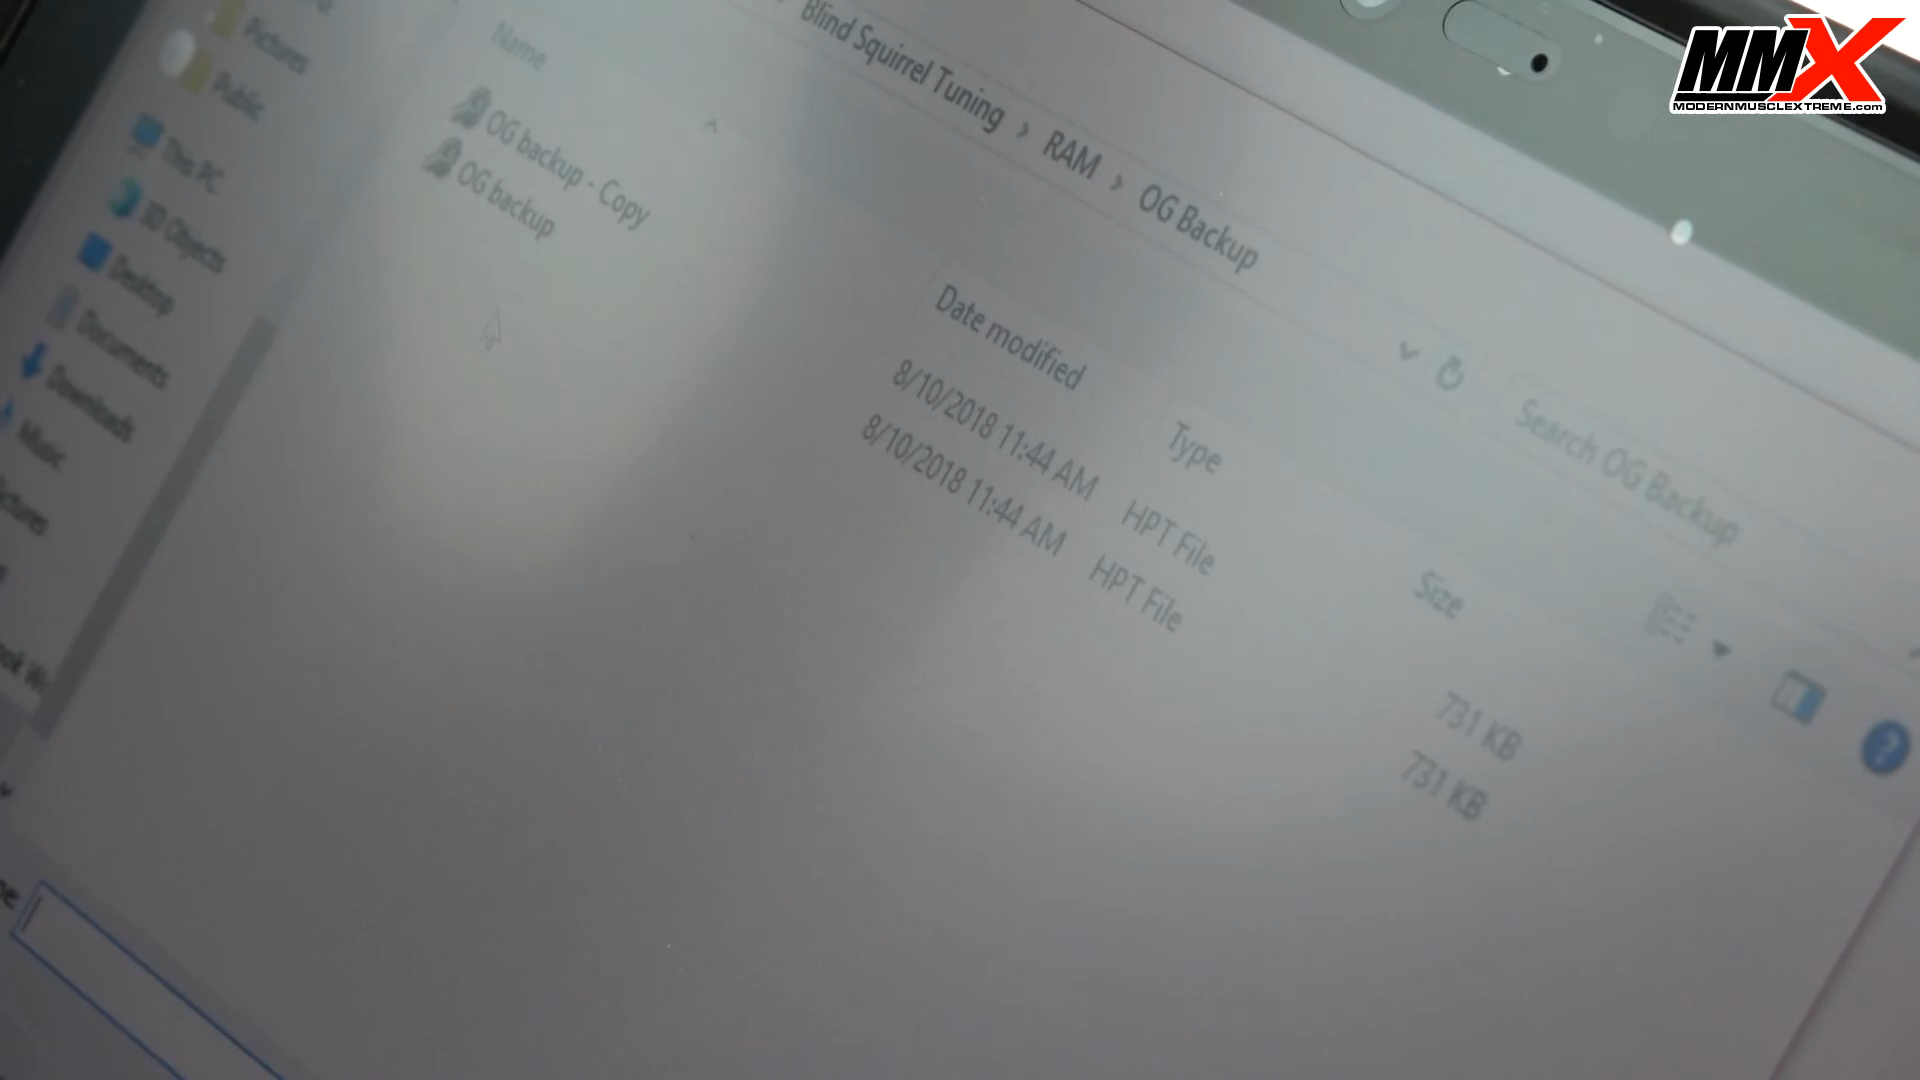 MMX
MODERNMUSCLEXTREME.com
Blind Squirrel Tuning › RAM › OG Backup
Search OG Backup
Name
Date modified
Type
Size
OG backup - Copy
8/10/2018 11:44 AM
HPT File
731 KB
OG backup
8/10/2018 11:44 AM
HPT File
731 KB
Pictures
Public
This PC
3D Objects
Desktop
Documents
Downloads
Music
?